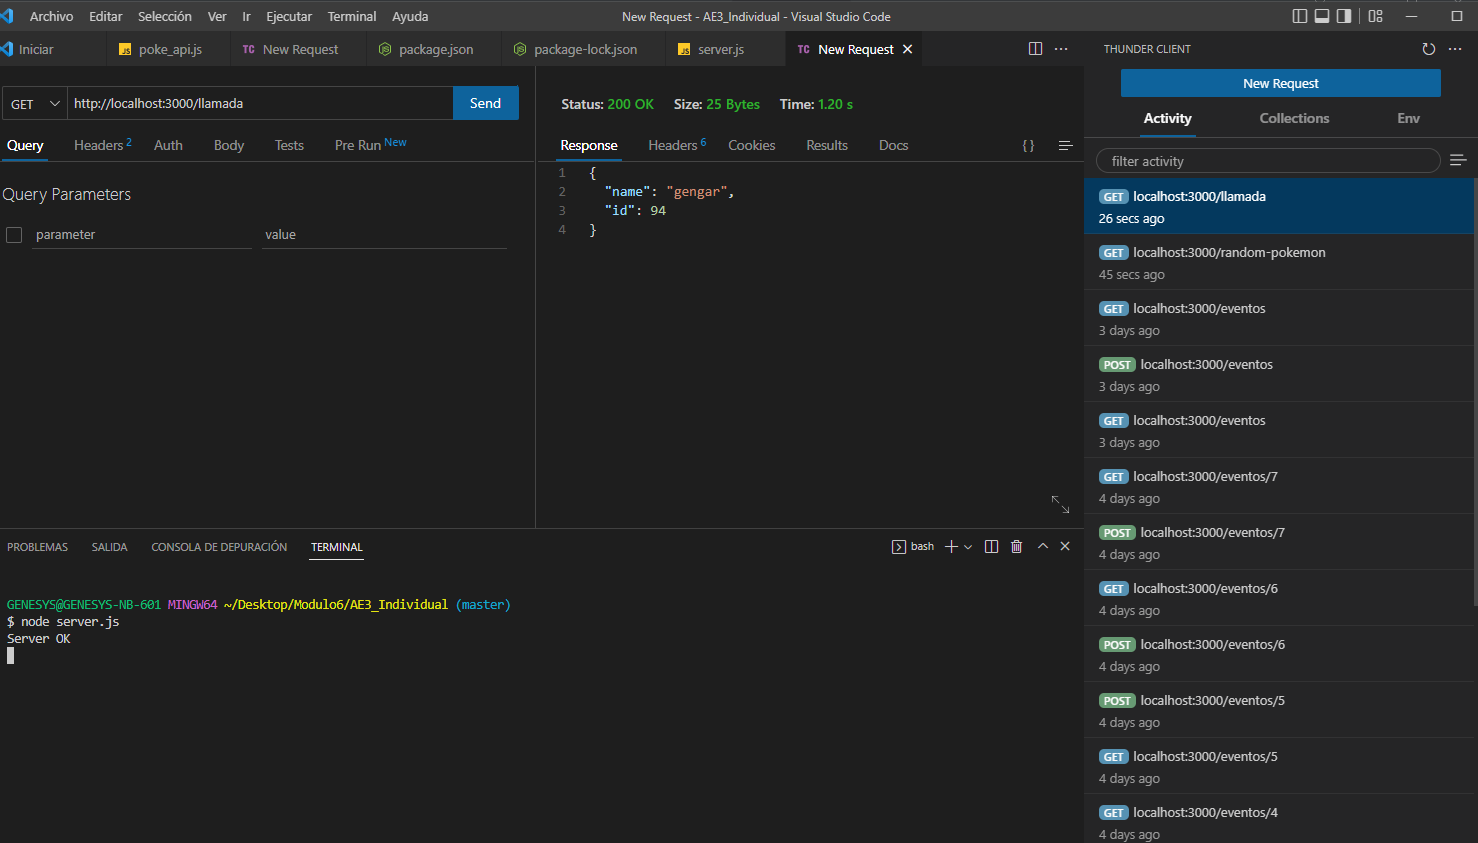 Archivo Editar Selección Ver Ir Ejecutar Terminal Ayuda
New Request - AE3_Individual - Visual Studio Code
Iniciar
JS poke_api.js
TC New Request
package.json
package-lock.json
JS server.js
TC New Request
GET
http://localhost:3000/llamada
Send
Query Headers 2 Auth Body Tests Pre Run New
Query Parameters
parameter value
Status: 200 OK Size: 25 Bytes Time: 1.20 s
Response Headers 6 Cookies Results Docs { }
1 {
2 "name": "gengar",
3 "id": 94
4 }
PROBLEMAS SALIDA CONSOLA DE DEPURACIÓN TERMINAL
bash
GENESYS@GENESYS-NB-601 MINGW64 ~/Desktop/Modulo6/AE3_Individual (master)
$ node server.js
Server OK
THUNDER CLIENT
New Request
Activity Collections Env
filter activity
GET localhost:3000/llamada
26 secs ago
GET localhost:3000/random-pokemon
45 secs ago
GET localhost:3000/eventos
3 days ago
POST localhost:3000/eventos
3 days ago
GET localhost:3000/eventos
3 days ago
GET localhost:3000/eventos/7
4 days ago
POST localhost:3000/eventos/7
4 days ago
GET localhost:3000/eventos/6
4 days ago
POST localhost:3000/eventos/6
4 days ago
POST localhost:3000/eventos/5
4 days ago
GET localhost:3000/eventos/5
4 days ago
GET localhost:3000/eventos/4
4 days ago